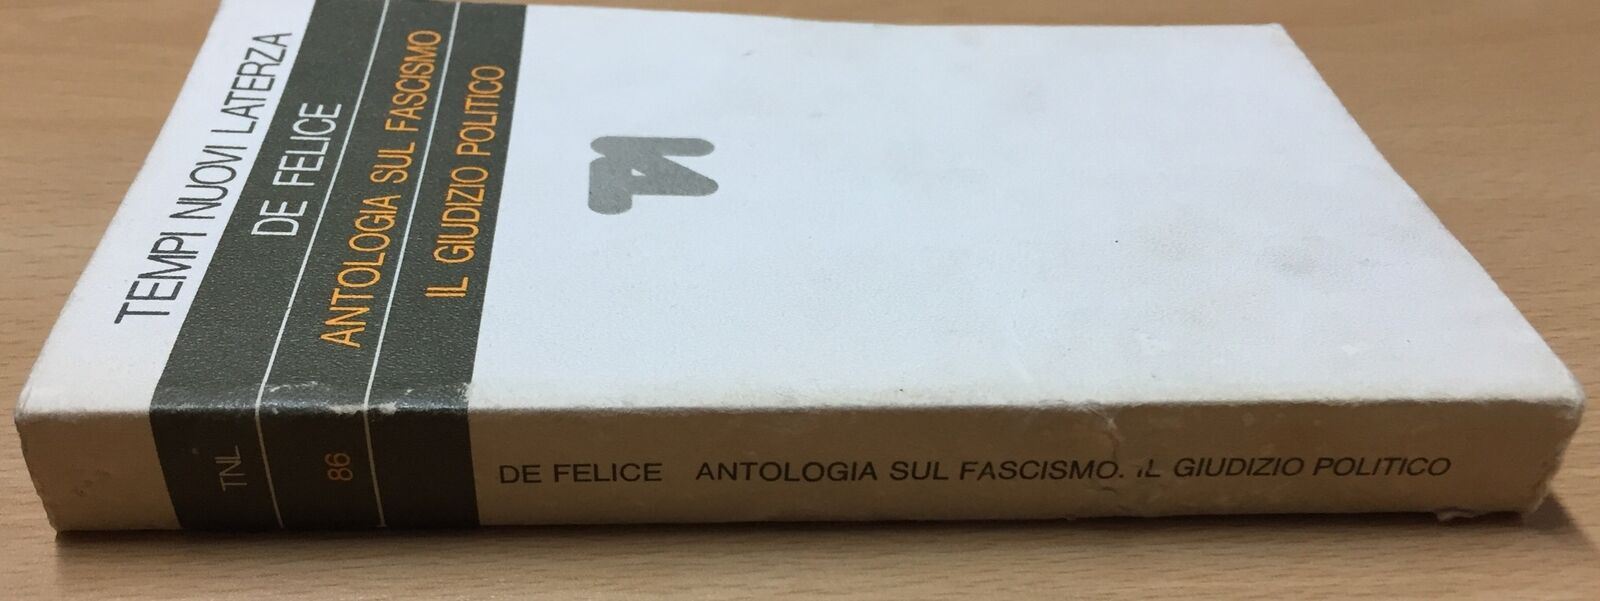 TEMPI NUOVI LATERZA
DE FELICE
ANTOLOGIA SUL FASCISMO
IL GIUDIZIO POLITICO
TNL
86
DE FELICE ANTOLOGIA SUL FASCISMO. IL GIUDIZIO POLITICO